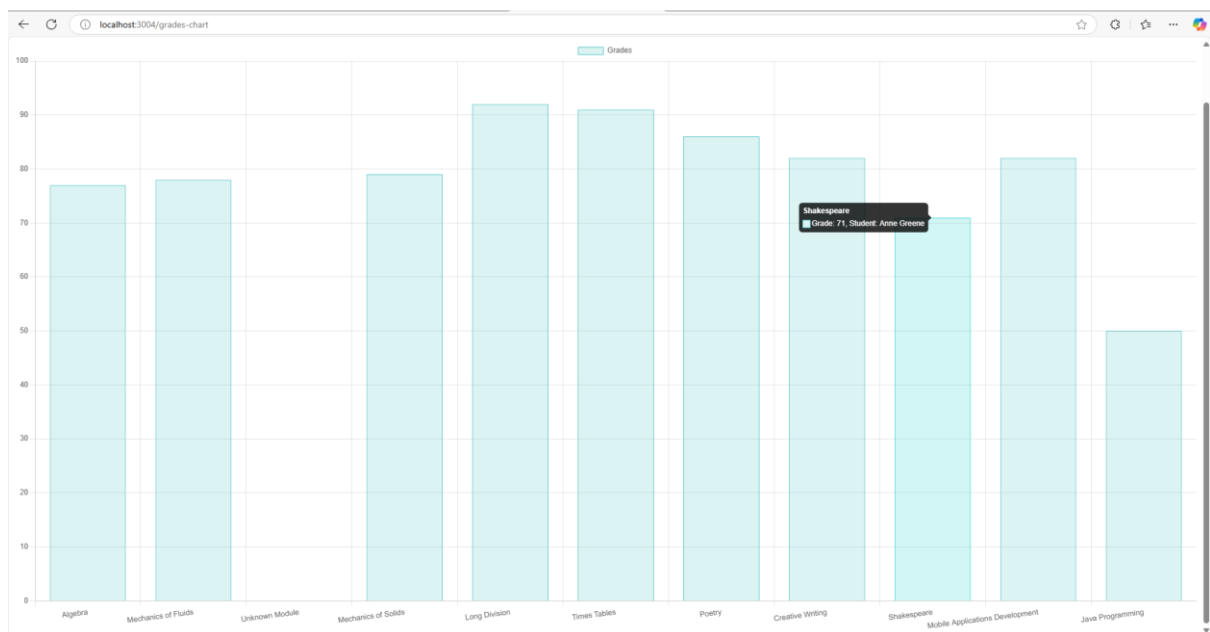 localhost:3004/grades-chart
Grades
100
90
80
70
60
50
40
30
20
10
0
Shakespeare
Grade: 71, Student: Anne Greene
Algebra
Mechanics of Fluids
Unknown Module
Mechanics of Solids
Long Division
Times Tables
Poetry
Creative Writing
Shakespeare
Mobile Applications Development
Java Programming